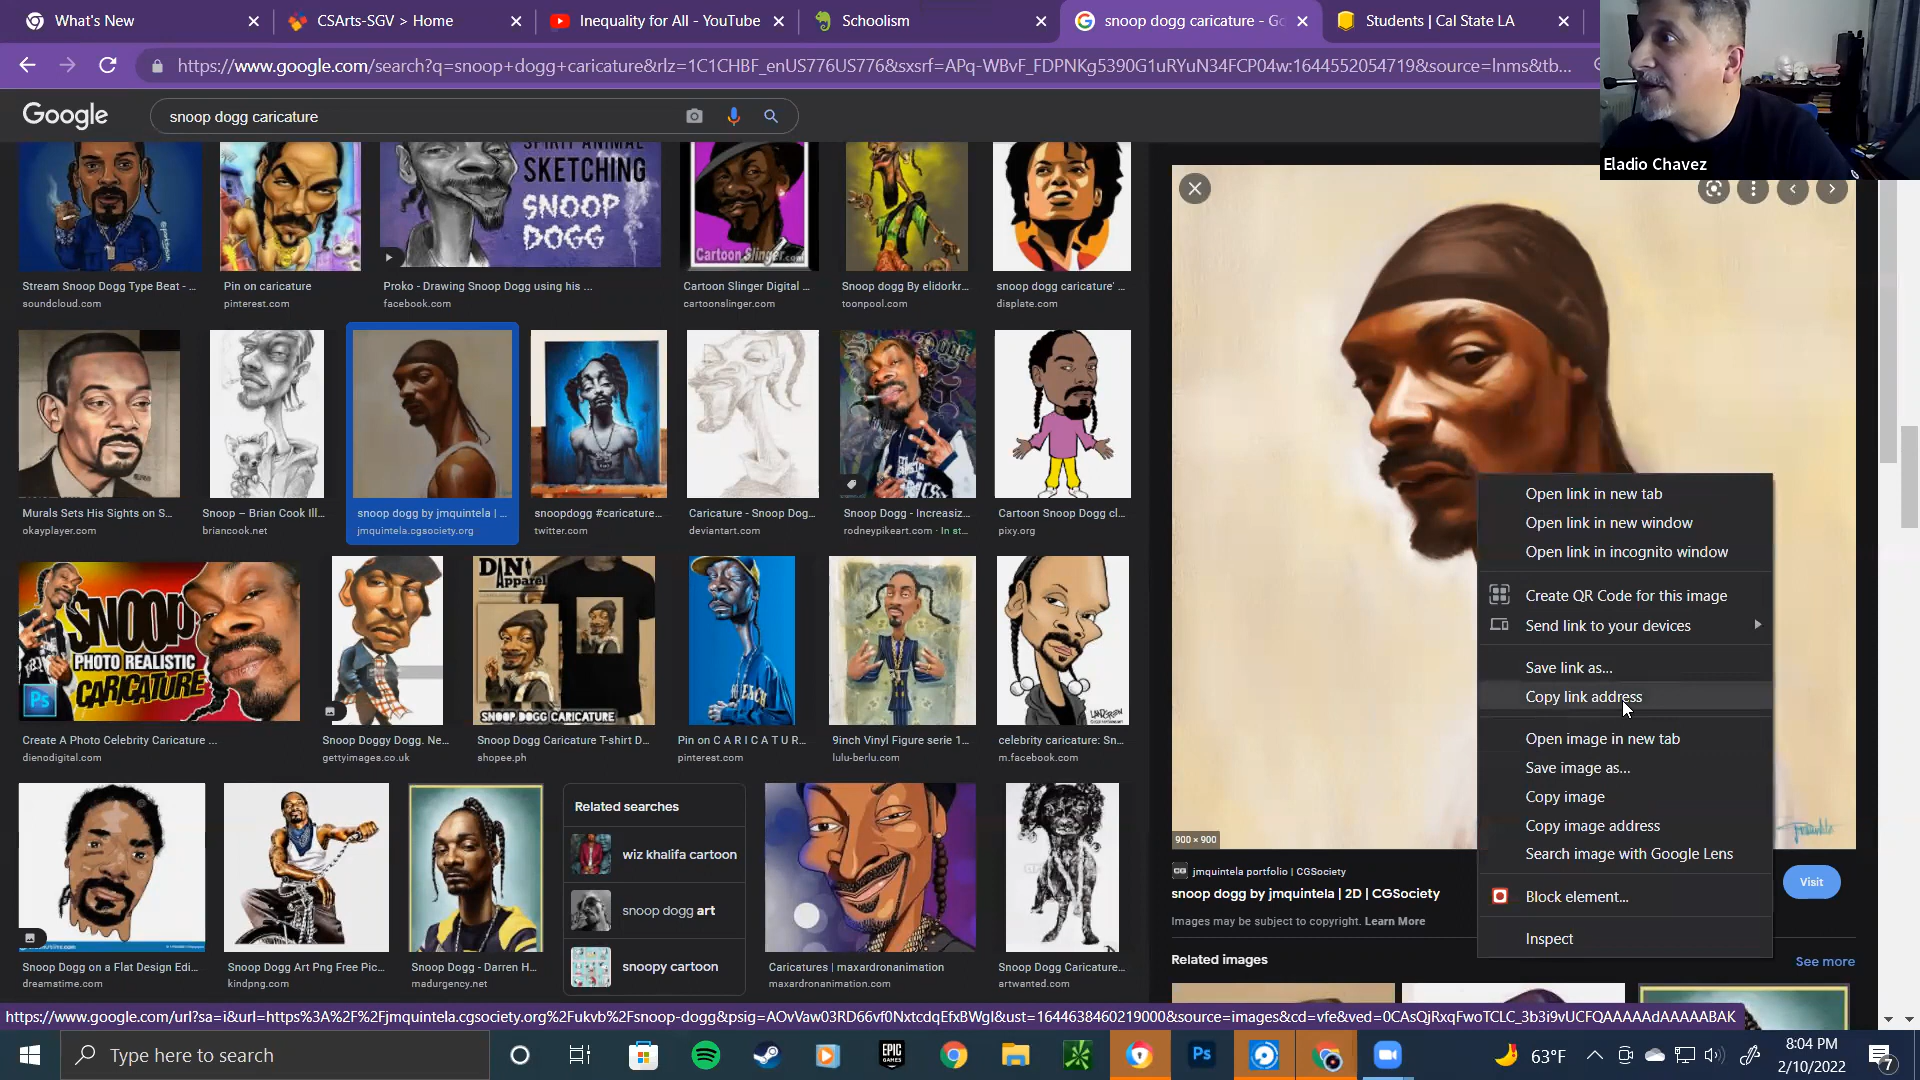 What's New
CSArts-SGV > Home
Inequality for All - YouTube
Schoolism
snoop dogg caricature - Go
Students | Cal State LA
https://www.google.com/search?q=snoop+dogg+caricature&rlz=1C1CHBF_enUS776US776&sxsrf=APq-WBvF_FDPNKg5390G1uRYuN34FCP04w:1644552054719&source=lnms&tb...
Eladio Chavez
Google
snoop dogg caricature
SPIRIT ANIMAL
SKETCHING
SNOOP
DOGG
Cartoon Slinger.com
Stream Snoop Dogg Type Beat - ...
soundcloud.com
Pin on caricature
pinterest.com
Proko - Drawing Snoop Dogg using his ...
facebook.com
Cartoon Slinger Digital ...
cartoonslinger.com
Snoop dogg By elidorkr...
toonpool.com
snoop dogg caricature' ...
displate.com
Murals Sets His Sights on S...
okayplayer.com
Snoop – Brian Cook Ill...
briancook.net
snoop dogg by jmquintela | ...
jmquintela.cgsociety.org
snoopdogg #caricature...
twitter.com
Caricature - Snoop Dog...
deviantart.com
Snoop Dogg - Increasiz...
rodneypikeart.com · In st...
Cartoon Snoop Dogg cl...
pixy.org
SNOOP
PHOTO REALISTIC
CARICATURE
Ps
DIN
Apparel
SNOOP DOGG CARICATURE
Create A Photo Celebrity Caricature ...
dienodigital.com
Snoop Doggy Dogg. Ne...
gettyimages.co.uk
Snoop Dogg Caricature T-shirt D...
shopee.ph
Pin on C A R I C A T U R...
pinterest.com
9inch Vinyl Figure serie 1...
lulu-berlu.com
celebrity caricature: Sn...
m.facebook.com
Related searches
wiz khalifa cartoon
snoop dogg art
snoopy cartoon
Snoop Dogg on a Flat Design Edi...
dreamstime.com
Snoop Dogg Art Png Free Pic...
kindpng.com
Snoop Dogg - Darren H...
madurgency.net
Caricatures | maxardronanimation
maxardronanimation.com
Snoop Dogg Caricature...
artwanted.com
Open link in new tab
Open link in new window
Open link in incognito window
Create QR Code for this image
Send link to your devices
Save link as...
Copy link address
Open image in new tab
Save image as...
Copy image
Copy image address
Search image with Google Lens
Block element...
Inspect
900 × 900
CG jmquintela portfolio | CGSociety
snoop dogg by jmquintela | 2D | CGSociety
Visit
Images may be subject to copyright. Learn More
Related images
See more
https://www.google.com/url?sa=i&url=https%3A%2F%2Fjmquintela.cgsociety.org%2Fukvb%2Fsnoop-dogg&psig=AOvVaw03RD66vf0NxtcdqEfxBWgI&ust=1644638460219000&source=images&cd=vfe&ved=0CAsQjRxqFwoTCLC_3b3i9vUCFQAAAAAdAAAAABAK
Type here to search
EPIC
GAMES
Ps
63°F
8:04 PM
2/10/2022
7